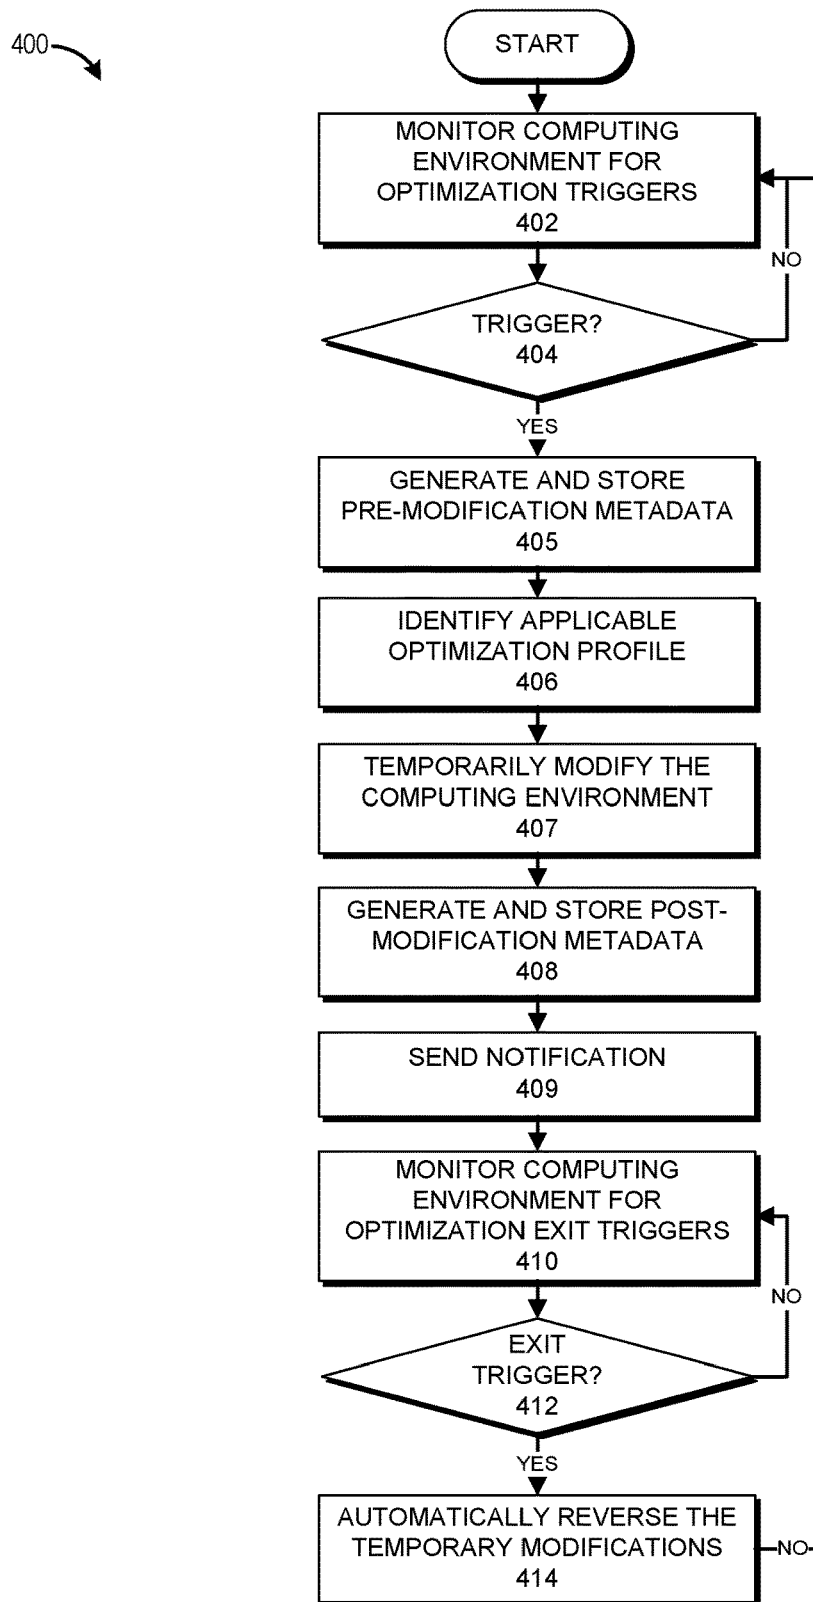 400
START
MONITOR COMPUTING
ENVIRONMENT FOR
OPTIMIZATION TRIGGERS
402
NO
TRIGGER?
404
YES
GENERATE AND STORE
PRE-MODIFICATION METADATA
405
IDENTIFY APPLICABLE
OPTIMIZATION PROFILE
406
TEMPORARILY MODIFY THE
COMPUTING ENVIRONMENT
407
GENERATE AND STORE POST-
MODIFICATION METADATA
408
SEND NOTIFICATION
409
MONITOR COMPUTING
ENVIRONMENT FOR
OPTIMIZATION EXIT TRIGGERS
410
NO
EXIT
TRIGGER?
412
YES
AUTOMATICALLY REVERSE THE
TEMPORARY MODIFICATIONS
414
NO